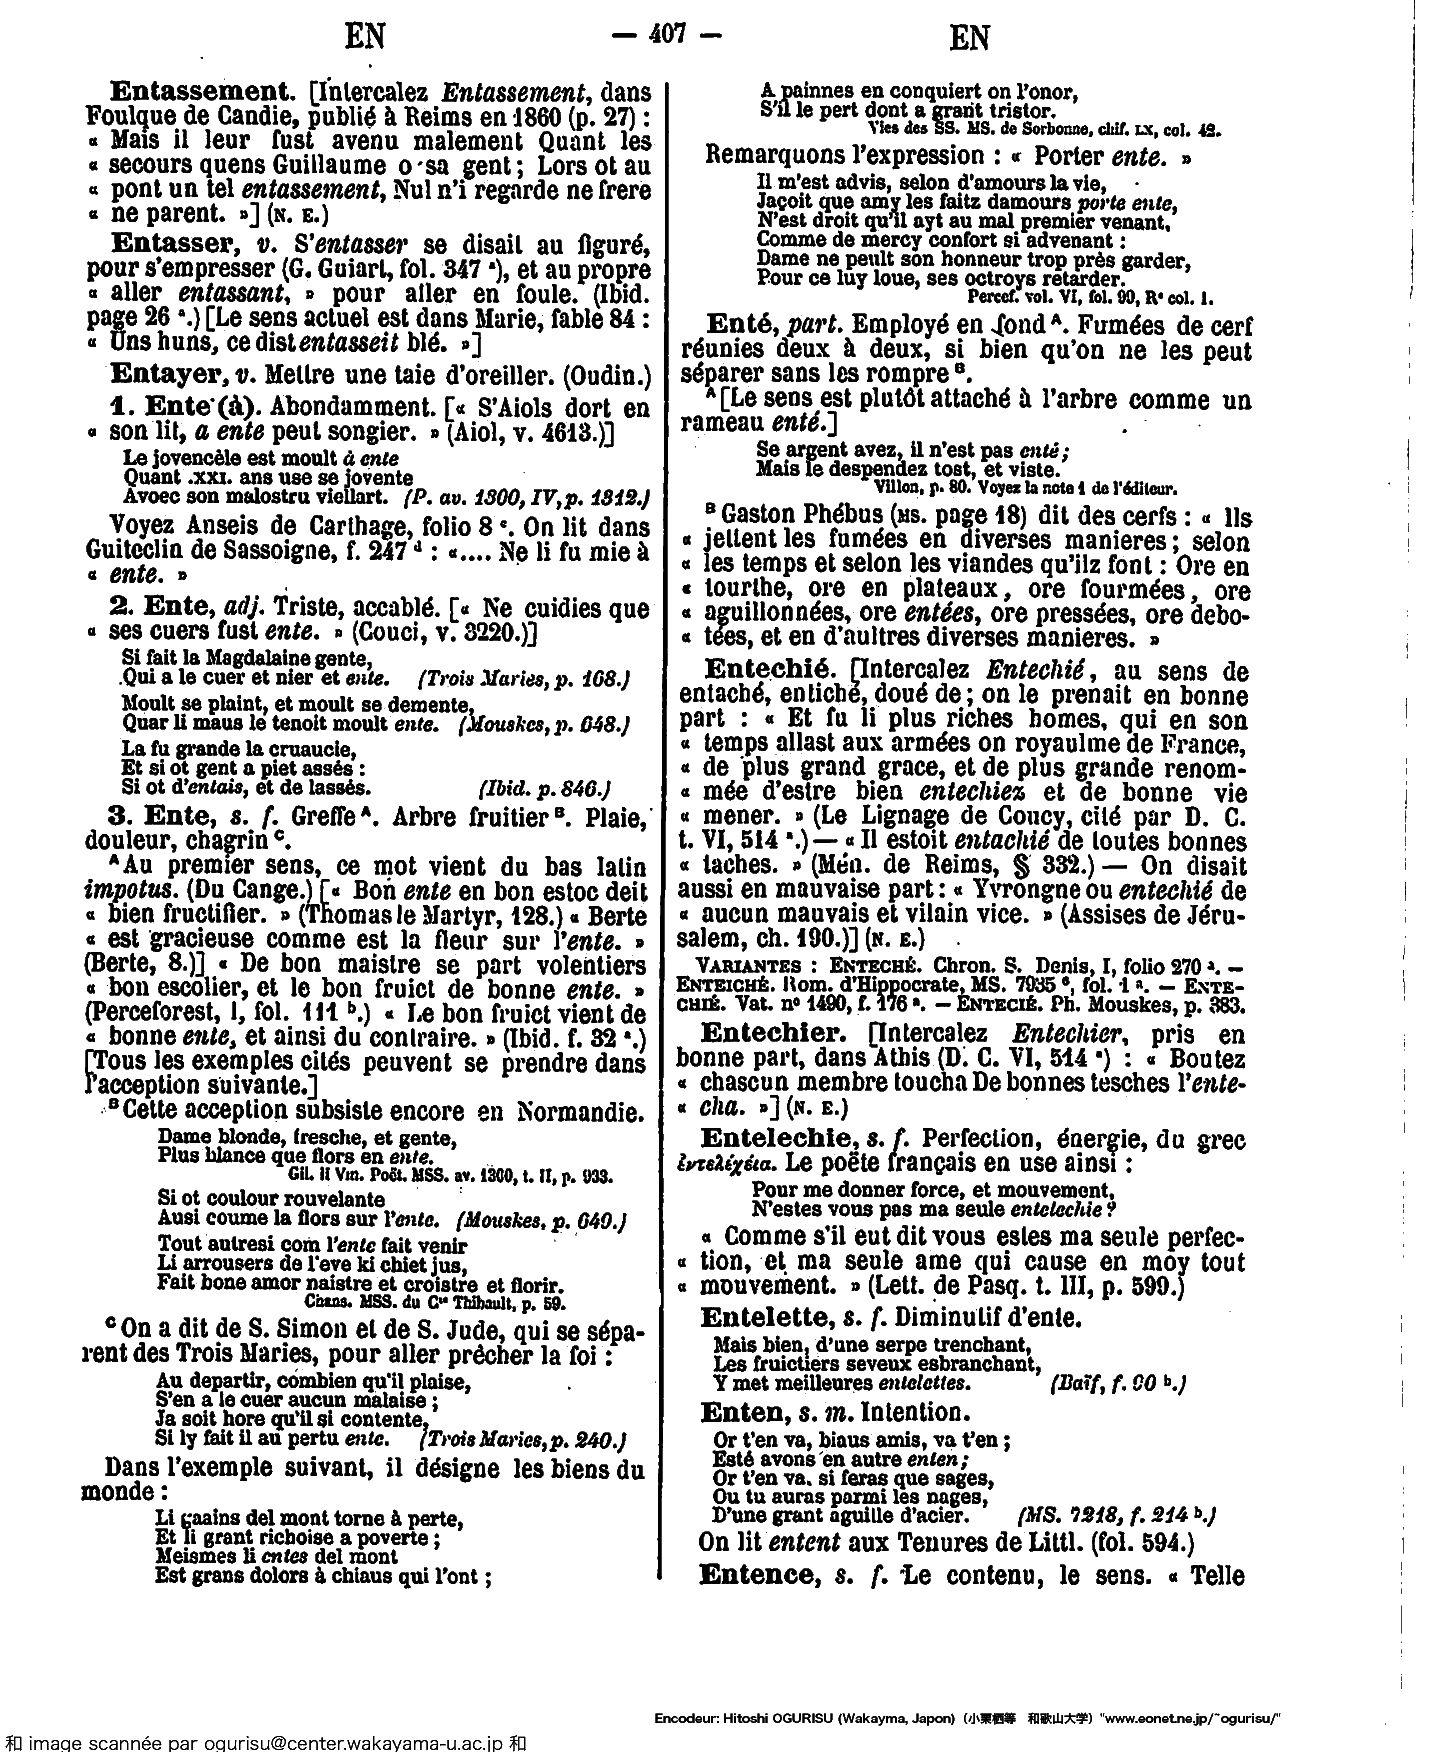 EN
— 407 —
EN
Entassement. [Intercalez Entassement, dans
Foulque de Candie, publié à Reims en 1860 (p. 27) :
« Mais il leur fust avenu malement Quant les
« secours quens Guillaume o sa gent ; Lors ot au
« pont un tel entassement, Nul n'i regarde ne frere
« ne parent. »] (N. E.)
Entasser, v. S'entasser se disait au figuré,
pour s'empresser (G. Guiart, fol. 347 ª), et au propre
« aller entassant, » pour aller en foule. (Ibid.
page 26 ª.) [Le sens actuel est dans Marie, fable 84 :
« Uns huns, ce dist entasseit blé. »]
Entayer, v. Mettre une taie d'oreiller. (Oudin.)
1. Ente (à). Abondamment. [« S'Aiols dort en
« son lit, a ente peut songier. » (Aiol, v. 4613.)]
Le jovencèle est moult à ente
Quant .XXI. ans use se jovente
Avoec son malostru viellart. (P. av. 1300, IV, p. 1312.)
Voyez Anseis de Carthage, folio 8 ᶜ. On lit dans
Guiteclin de Sassoigne, f. 247 ᵈ : «.... Ne li fu mie à
« ente. »
2. Ente, adj. Triste, accablé. [« Ne cuidies que
« ses cuers fust ente. » (Couci, v. 3220.)]
Si fait la Magdalaine gente,
Qui a le cuer et nier et ente. (Trois Maries, p. 168.)
Moult se plaint, et moult se demente,
Quar li maus le tenoit moult ente. (Mouskes, p. 648.)
La fu grande la cruaucie,
Et si ot gent a piet assés :
Si ot d'entais, et de lassés. (Ibid. p. 846.)
3. Ente, s. f. Greffe ᴬ. Arbre fruitier ᴮ. Plaie,
douleur, chagrin ᶜ.
ᴬ Au premier sens, ce mot vient du bas latin
impotus. (Du Cange.) [« Bon ente en bon estoc deit
« bien fructifier. » (Thomas le Martyr, 128.) « Berte
« est gracieuse comme est la fleur sur l'ente. »
(Berte, 8.)] « De bon maistre se part volentiers
« bon escolier, et le bon fruict de bonne ente. »
(Perceforest, I, fol. 111 ᵇ.) « Le bon fruict vient de
« bonne ente, et ainsi du contraire. » (Ibid. f. 32 ª.)
[Tous les exemples cités peuvent se prendre dans
l'acception suivante.]
ᴮ Cette acception subsiste encore en Normandie.
Dame blonde, fresche, et gente,
Plus blance que flors en ente.
Gil. li Vin. Poët. MSS. av. 1300, t. II, p. 933.
Si ot coulour rouvelante
Ausi coume la flors sur l'ente. (Mouskes, p. 640.)
Tout autresi com l'ente fait venir
Li arrousers de l'eve ki chiet jus,
Fait bone amor naistre et croistre et florir.
Chans. MSS. du Cᵗᵉ Thibault, p. 59.
ᶜ On a dit de S. Simon et de S. Jude, qui se sépa-
rent des Trois Maries, pour aller prêcher la foi :
Au departir, combien qu'il plaise,
S'en a le cuer aucun malaise ;
Ja soit hore qu'il si contente,
Si ly fait il au pertu ente. (Trois Maries, p. 240.)
Dans l'exemple suivant, il désigne les biens du
monde :
Li gaains del mont torne à perte,
Et li grant richoise a poverte ;
Meismes li entes del mont
Est grans dolors à chiaus qui l'ont ;
A painnes en conquiert on l'onor,
S'il le pert dont a grant tristor.
Vies des SS. MS. de Sorbonne, chif. LX, col. 42.
Remarquons l'expression : « Porter ente. »
Il m'est advis, selon d'amours la vie,
Jaçoit que amy les faitz damours porte ente,
N'est droit qu'il ayt au mal premier venant,
Comme de mercy confort si advenant :
Dame ne peult son honneur trop près garder,
Pour ce luy loue, ses octroys retarder.
Percef. vol. VI, fol. 99, Rº col. 1.
Enté, part. Employé en fond ᴬ. Fumées de cerf
réunies deux à deux, si bien qu'on ne les peut
séparer sans les rompre ᴮ.
ᴬ [Le sens est plutôt attaché à l'arbre comme un
rameau enté.]
Se argent avez, il n'est pas enté ;
Mais le despendez tost, et viste.
Villon, p. 80. Voyez la note 1 de l'éditeur.
ᴮ Gaston Phébus (MS. page 18) dit des cerfs : « Ils
« jettent les fumées en diverses manieres ; selon
« les temps et selon les viandes qu'ilz font : Ore en
« tourthe, ore en plateaux, ore fourmées, ore
« aguillonnées, ore entées, ore pressées, ore debo-
« tées, et en d'aultres diverses manieres. »
Entechié. [Intercalez Entechié, au sens de
entaché, entiché, doué de ; on le prenait en bonne
part : « Et fu li plus riches homes, qui en son
« temps allast aux armées on royaulme de France,
« de plus grand grace, et de plus grande renom-
« mée d'estre bien entechiez et de bonne vie
« mener. » (Le Lignage de Coucy, cité par D. C.
t. VI, 514 ª.) — « Il estoit entachié de toutes bonnes
« taches. » (Mén. de Reims, § 332.) — On disait
aussi en mauvaise part : « Yvrongne ou entechié de
« aucun mauvais et vilain vice. » (Assises de Jéru-
salem, ch. 190.)] (N. E.)
VARIANTES : ENTECHÉ. Chron. S. Denis, I, folio 270 ª. —
ENTEICHÉ. Rom. d'Hippocrate, MS. 7935 ⁶, fol. 1 ª. — ENTE-
CHIÉ. Vat. nº 1490, f. 176 ª. — ENTECIÉ. Ph. Mouskes, p. 383.
Entechier. [Intercalez Entechier, pris en
bonne part, dans Athis (D. C. VI, 514 ª) : « Boutez
« chascun membre toucha De bonnes tesches l'ente-
« cha. »] (N. E.)
Entelechie, s. f. Perfection, énergie, du grec
ἐντελέχεια. Le poëte français en use ainsi :
Pour me donner force, et mouvement,
N'estes vous pas ma seule entelechie ?
« Comme s'il eut dit vous estes ma seule perfec-
« tion, et ma seule ame qui cause en moy tout
« mouvement. » (Lett. de Pasq. t. III, p. 599.)
Entelette, s. f. Diminutif d'ente.
Mais bien, d'une serpe trenchant,
Les fruictiers seveux esbranchant,
Y met meilleures entelettes. (Baïf, f. 90 ᵇ.)
Enten, s. m. Intention.
Or t'en va, biaus amis, va t'en ;
Esté avons en autre enten ;
Or t'en va, si feras que sages,
Ou tu auras parmi les nages,
D'une grant aguille d'acier. (MS. 7218, f. 214 ᵇ.)
On lit entent aux Tenures de Littl. (fol. 594.)
Entence, s. f. Le contenu, le sens. « Telle
Encodeur: Hitoshi OGURISU (Wakayma, Japon) (小栗栖等 和歌山大学) "www.eonet.ne.jp/~ogurisu/"
和 image scannée par ogurisu@center.wakayama-u.ac.jp 和